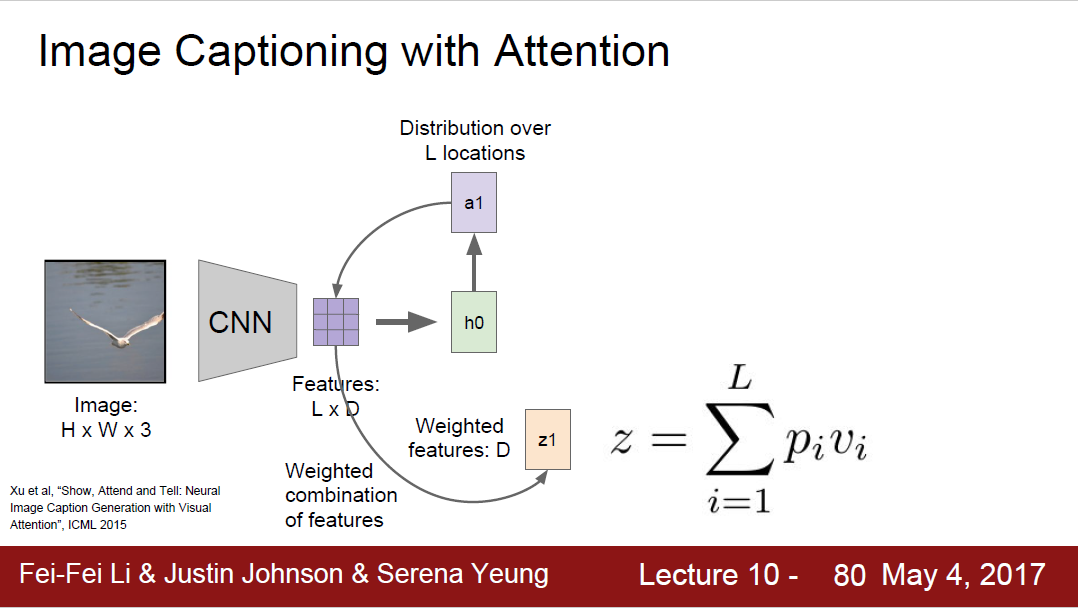 Image Captioning with Attention
Distribution over
L locations
a1
CNN
h0
Features:
L x D
Image:
H x W x 3
Weighted
features: D
z1
z = \sum_{i=1}^{L} p_i v_i
Weighted
combination
of features
Xu et al, “Show, Attend and Tell: Neural
Image Caption Generation with Visual
Attention”, ICML 2015
Fei-Fei Li & Justin Johnson & Serena Yeung
Lecture 10 - 80 May 4, 2017